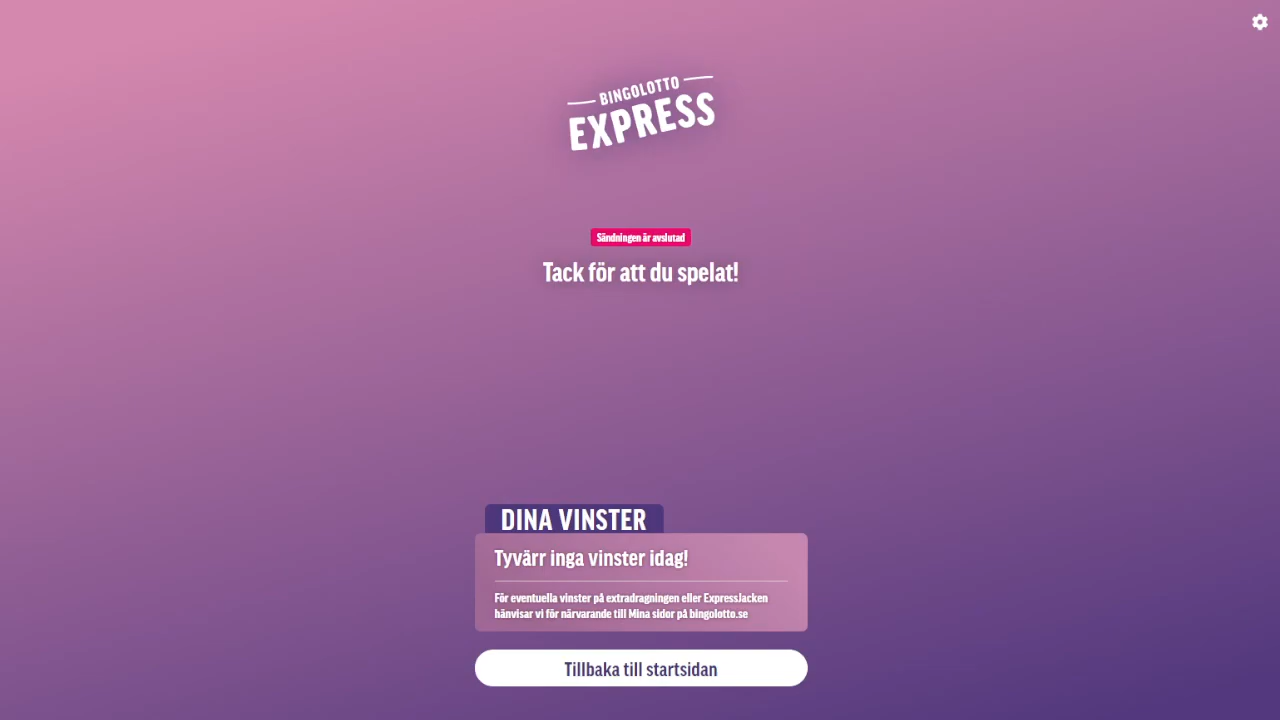 BINGOLOTTO
EXPRESS
Sändningen är avslutad
Tack för att du spelat!
DINA VINSTER
Tyvärr inga vinster idag!
För eventuella vinster på extradragningen eller ExpressJacken
hänvisar vi för närvarande till Mina sidor på bingolotto.se
Tillbaka till startsidan